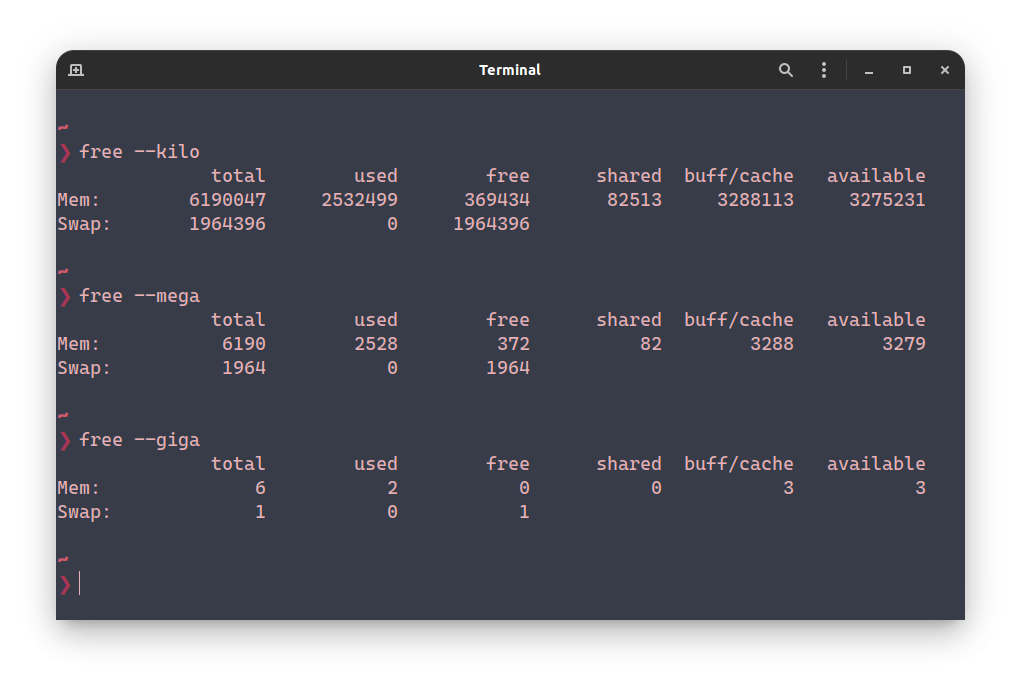 Terminal
~
❯ free --kilo
              total        used        free      shared  buff/cache   available
Mem:        6190047     2532499      369434       82513     3288113     3275231
Swap:       1964396           0     1964396
~
❯ free --mega
              total        used        free      shared  buff/cache   available
Mem:           6190        2528         372          82        3288        3279
Swap:          1964           0        1964
~
❯ free --giga
              total        used        free      shared  buff/cache   available
Mem:              6           2           0           0           3           3
Swap:             1           0           1
~
❯